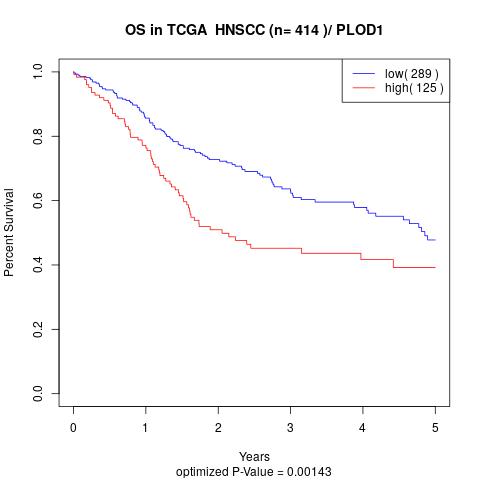 OS in TCGA  HNSCC (n= 414 )/ PLOD1
low( 289 )
high( 125 )
1.0
0.8
0.6
0.4
0.2
0.0
Percent Survival
0 1 2 3 4 5
Years
optimized P-Value = 0.00143